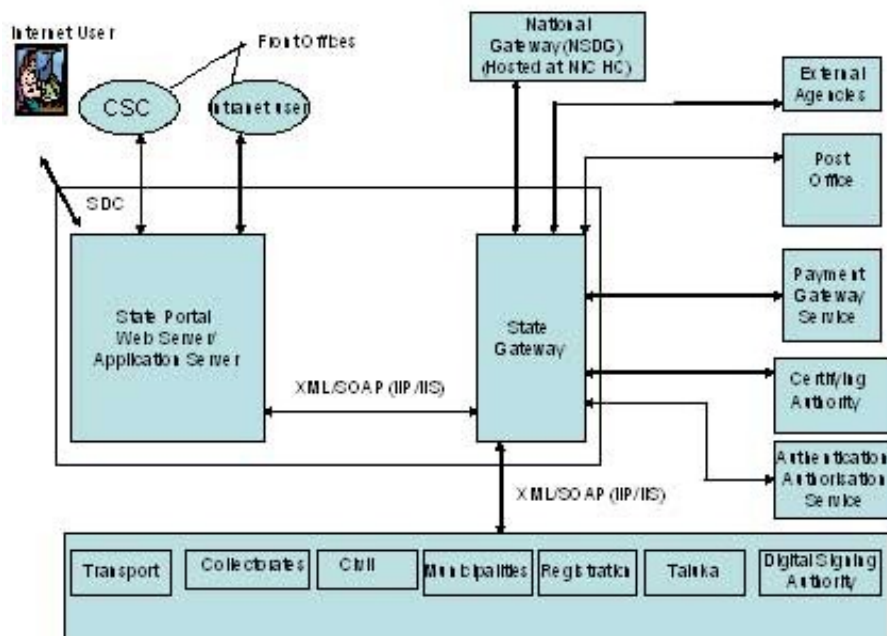 Internet User
Front Offices
CSC
Intranet user
National
Gateway (NSDG)
(Hosted at NIC HC)
External
Agencies
Post
Office
SDC
State Portal
Web Server/
Application Server
State
Gateway
Payment
Gateway
Service
XML/SOAP (IIP/IIS)
Certifying
Authority
Authentication
Authorisation
Service
XML/SOAP (IIP/IIS)
Transport
Collectorates
Civil
Municipalities
Registration
Taluka
Digital Signing
Authority